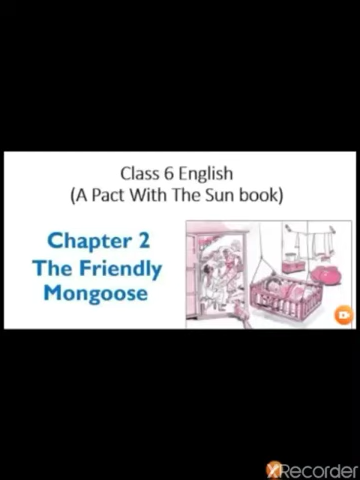 Class 6 English
(A Pact With The Sun book)
Chapter 2
The Friendly
Mongoose
XRecorder